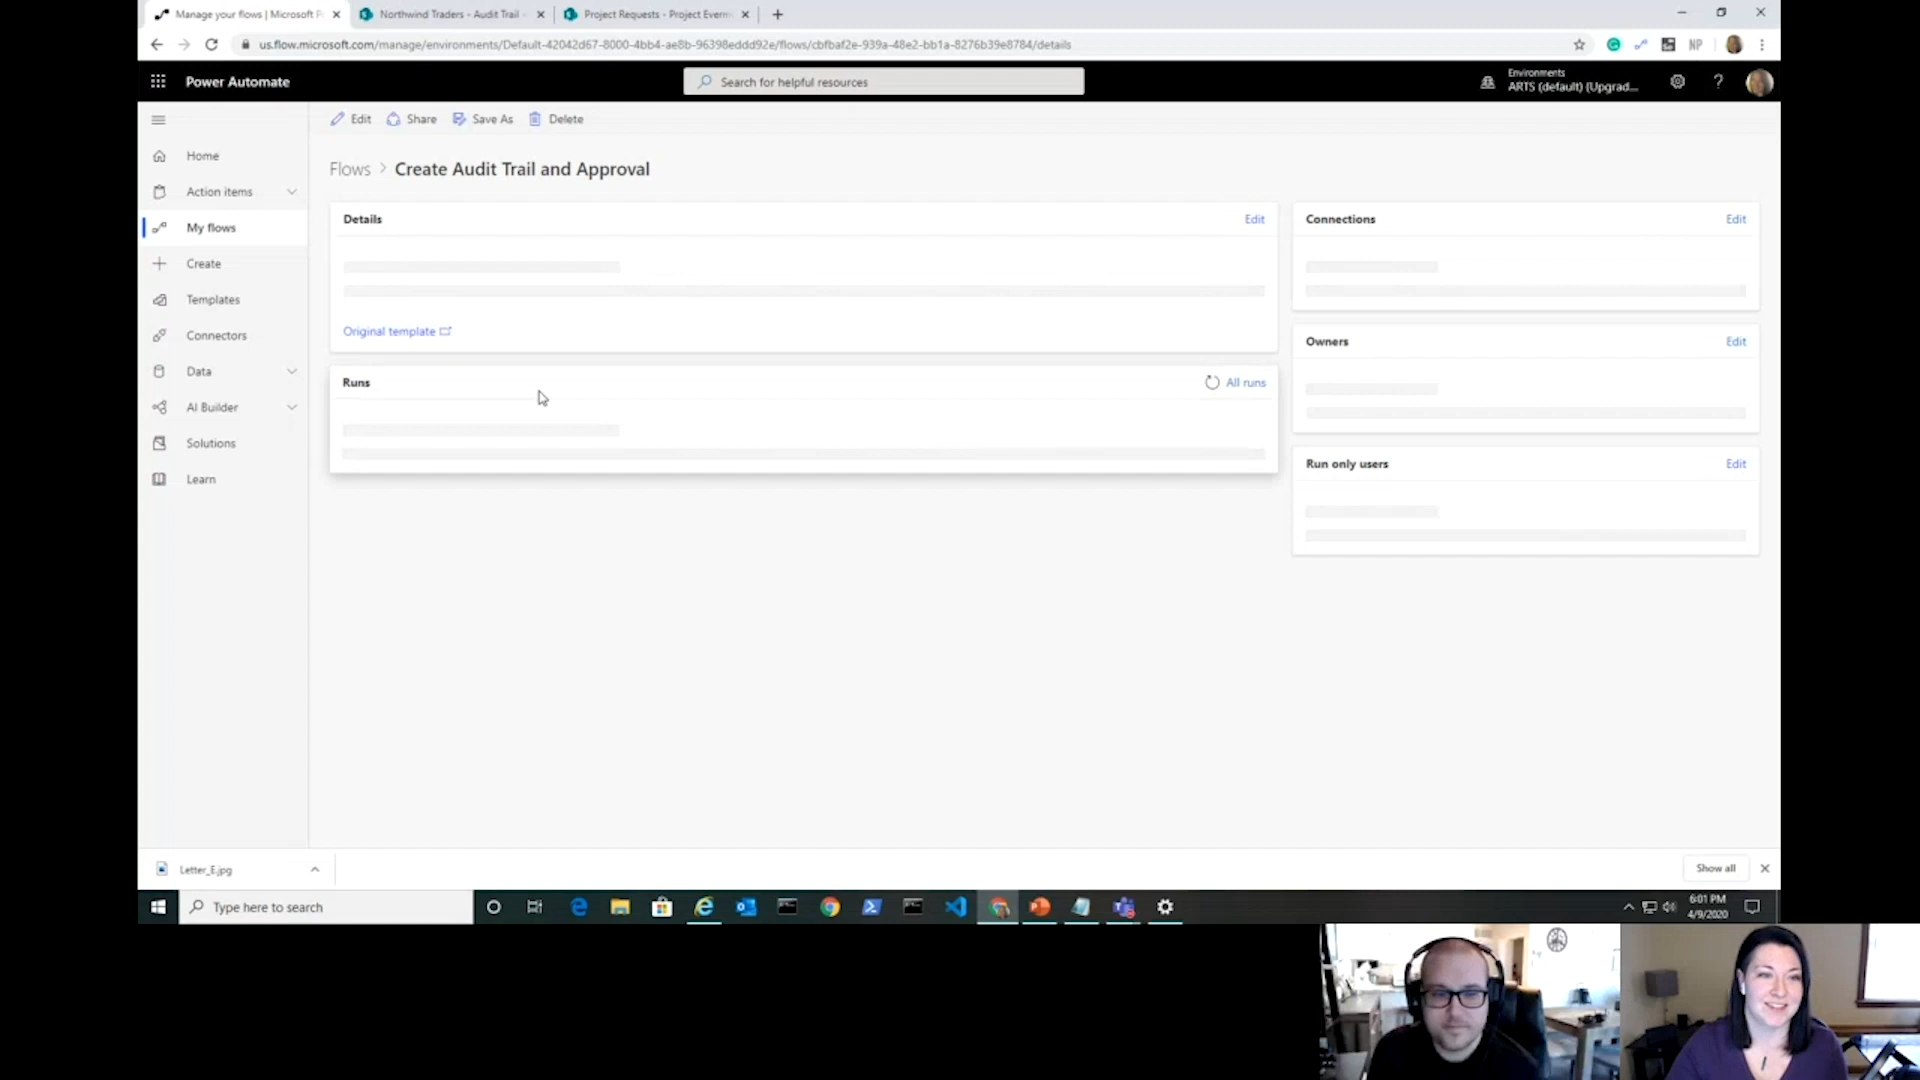 Manage your flows | Microsoft P
Northwind Traders - Audit Trail -
Project Requests - Project Everm
us.flow.microsoft.com/manage/environments/Default-42042d67-8000-4bb4-ae8b-96398eddd92e/flows/cbfbaf2e-939a-48e2-bb1a-8276b39e8784/details
NP
Power Automate
Search for helpful resources
Environments
ARTS (default) (Upgrad...
?
Edit Share Save As Delete
Home
Action items
My flows
Create
Templates
Connectors
Data
AI Builder
Solutions
Learn
Flows > Create Audit Trail and Approval
Details Edit
Original template
Runs All runs
Connections Edit
Owners Edit
Run only users Edit
Letter_E.jpg
Show all
Type here to search
6:01 PM
4/9/2020